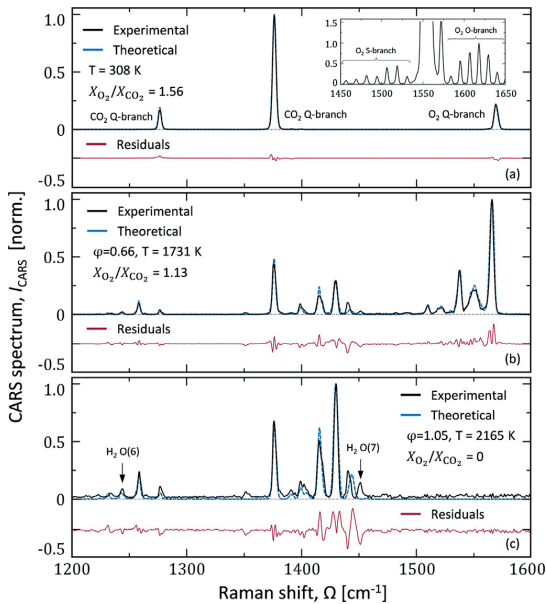 CARS spectrum, I_CARS [norm.]
1.0
0.5
0
-0.5
Experimental
Theoretical
T = 308 K
X_O₂/X_CO₂ = 1.56
CO₂ Q-branch
CO₂ Q-branch
O₂ Q-branch
Residuals
(a)
1.5
1.0
0.5
0.0
O₂ S-branch
O₂ O-branch
1450 1500 1550 1600 1650
1.0
0.5
0
-0.5
Experimental
Theoretical
φ=0.66, T = 1731 K
X_O₂/X_CO₂ = 1.13
Residuals
(b)
1.0
0.5
0
-0.5
H₂ O(6)
H₂ O(7)
Experimental
Theoretical
φ=1.05, T = 2165 K
X_O₂/X_CO₂ = 0
Residuals
(c)
1200 1300 1400 1500 1600
Raman shift, Ω [cm⁻¹]